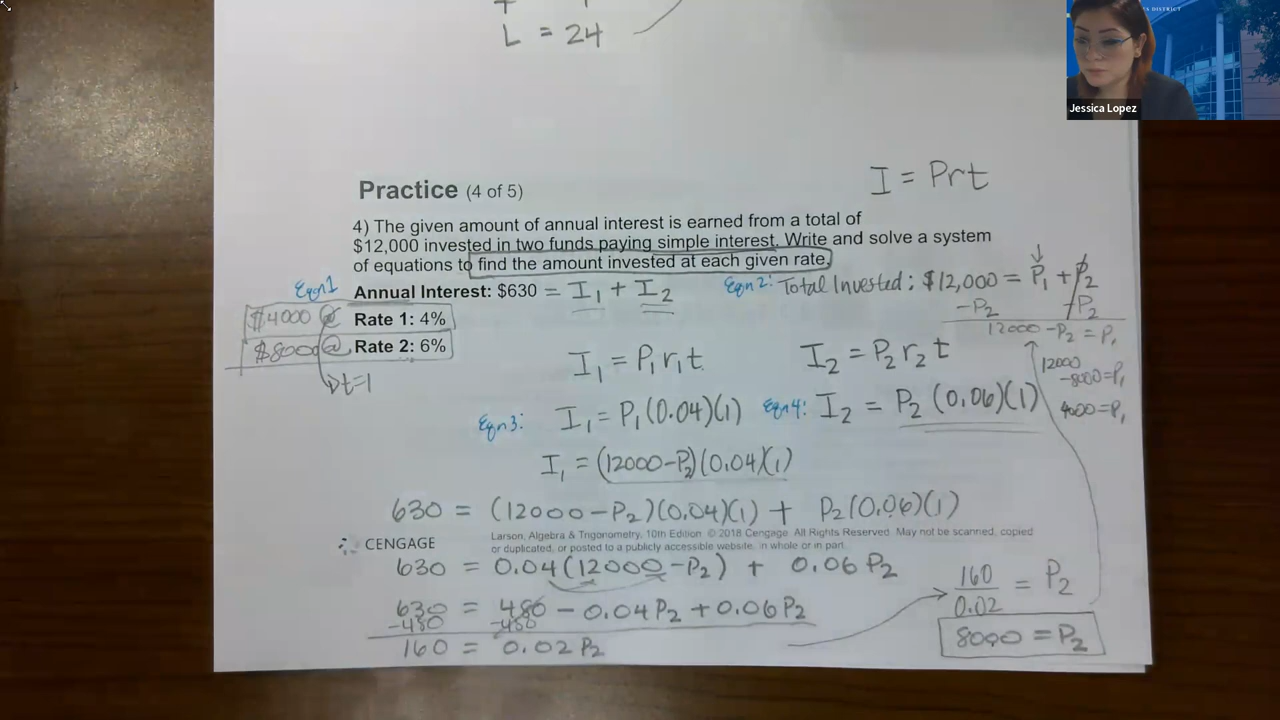 L = 24
DISTRICT
Jessica Lopez
I = Prt
Practice (4 of 5)
4) The given amount of annual interest is earned from a total of
$12,000 invested in two funds paying simple interest. Write and solve a system
of equations to find the amount invested at each given rate.
Eqn1
Annual Interest: $630 = I₁ + I₂
Eqn2: Total Invested: $12,000 = P₁ + P₂
-P₂ -P₂
12000 - P₂ = P₁
$4000 @ Rate 1: 4%
$8000 @ Rate 2: 6%
t=1
I₁ = P₁r₁t
I₂ = P₂r₂t
12000
-8000=P₁
4000=P₁
Eqn3: I₁ = P₁(0.04)(1)
Eqn4: I₂ = P₂(0.06)(1)
I₁ = (12000-P₂)(0.04)(1)
630 = (12000-P₂)(0.04)(1) + P₂(0.06)(1)
CENGAGE
Larson, Algebra & Trigonometry, 10th Edition. © 2018 Cengage. All Rights Reserved. May not be scanned, copied
or duplicated, or posted to a publicly accessible website, in whole or in part.
630 = 0.04(12000-P₂) + 0.06P₂
630 = 480 - 0.04P₂ + 0.06P₂
-480 -480
160 = 0.02P₂
160/0.02 = P₂
8000 = P₂